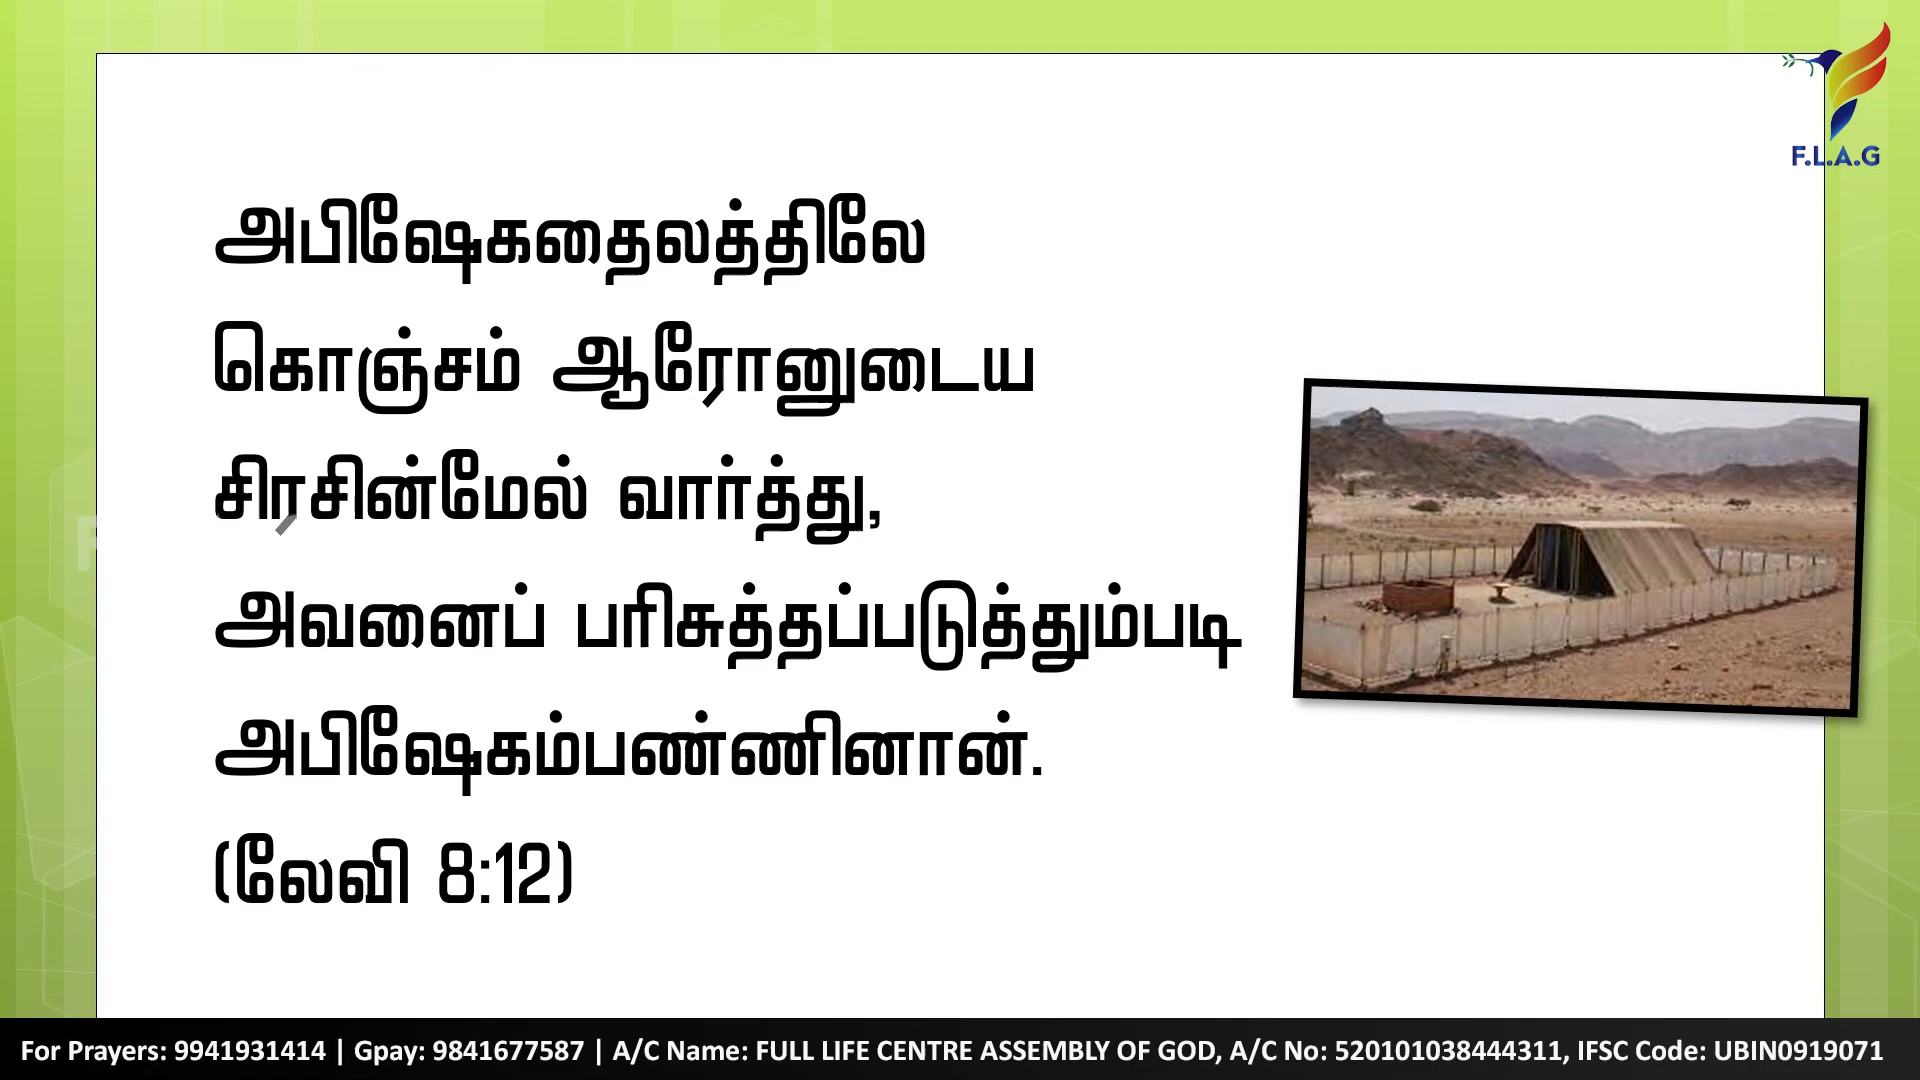 F.L.A.G
அபிஷேகதைலத்திலே
கொஞ்சம் ஆரோனுடைய
சிரசின்மேல் வார்த்து,
அவனைப் பரிசுத்தப்படுத்தும்படி
அபிஷேகம்பண்ணினான்.
(லேவி 8:12)
For Prayers: 9941931414 | Gpay: 9841677587 | A/C Name: FULL LIFE CENTRE ASSEMBLY OF GOD, A/C No: 520101038444311, IFSC Code: UBIN0919071